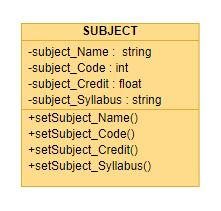 SUBJECT
-subject_Name : string
-subject_Code : int
-subject_Credit : float
-subject_Syllabus : string
+setSubject_Name()
+setSubject_Code()
+setSubject_Credit()
+setSubject_Syllabus()